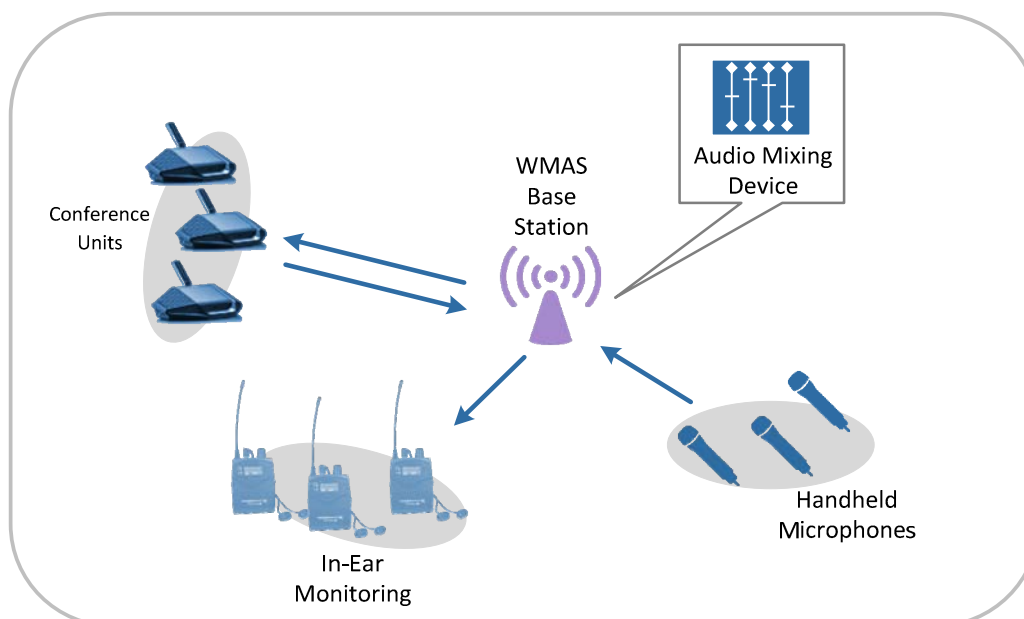 WMAS
Base
Station
Audio Mixing
Device
Conference
Units
In-Ear
Monitoring
Handheld
Microphones